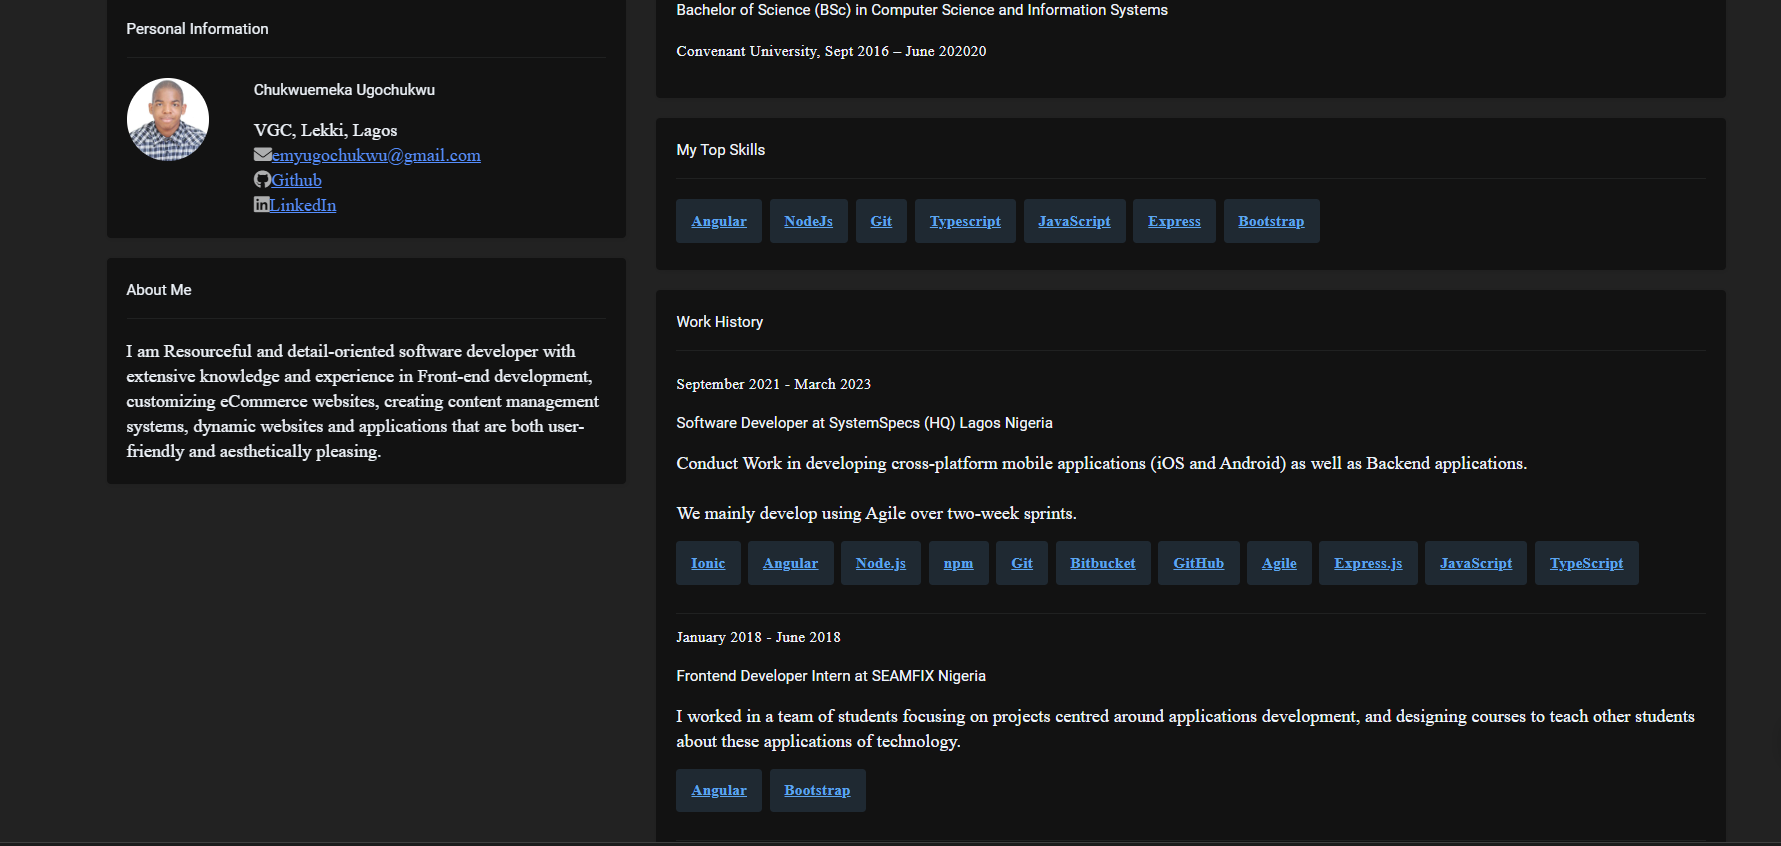 Personal Information
Chukwuemeka Ugochukwu
VGC, Lekki, Lagos
emyugochukwu@gmail.com
Github
LinkedIn
About Me
I am Resourceful and detail-oriented software developer with
extensive knowledge and experience in Front-end development,
customizing eCommerce websites, creating content management
systems, dynamic websites and applications that are both user-
friendly and aesthetically pleasing.
Bachelor of Science (BSc) in Computer Science and Information Systems
Convenant University, Sept 2016 – June 202020
My Top Skills
Angular NodeJs Git Typescript JavaScript Express Bootstrap
Work History
September 2021 - March 2023
Software Developer at SystemSpecs (HQ) Lagos Nigeria
Conduct Work in developing cross-platform mobile applications (iOS and Android) as well as Backend applications.
We mainly develop using Agile over two-week sprints.
Ionic Angular Node.js npm Git Bitbucket GitHub Agile Express.js JavaScript TypeScript
January 2018 - June 2018
Frontend Developer Intern at SEAMFIX Nigeria
I worked in a team of students focusing on projects centred around applications development, and designing courses to teach other students
about these applications of technology.
Angular Bootstrap